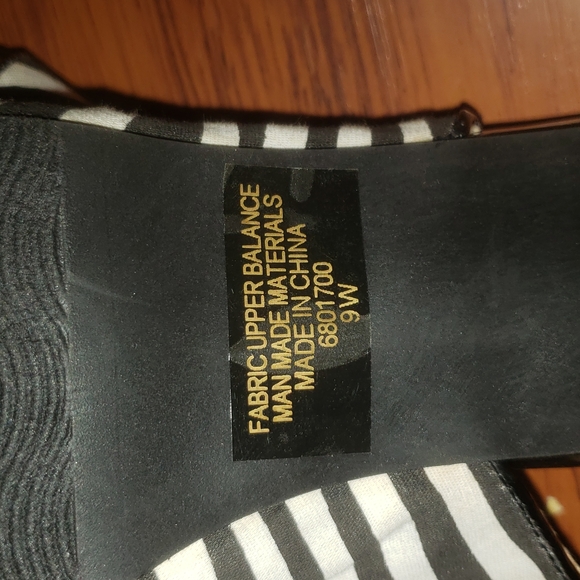 FABRIC UPPER BALANCE
MAN MADE MATERIALS
MADE IN CHINA
6801700
9W